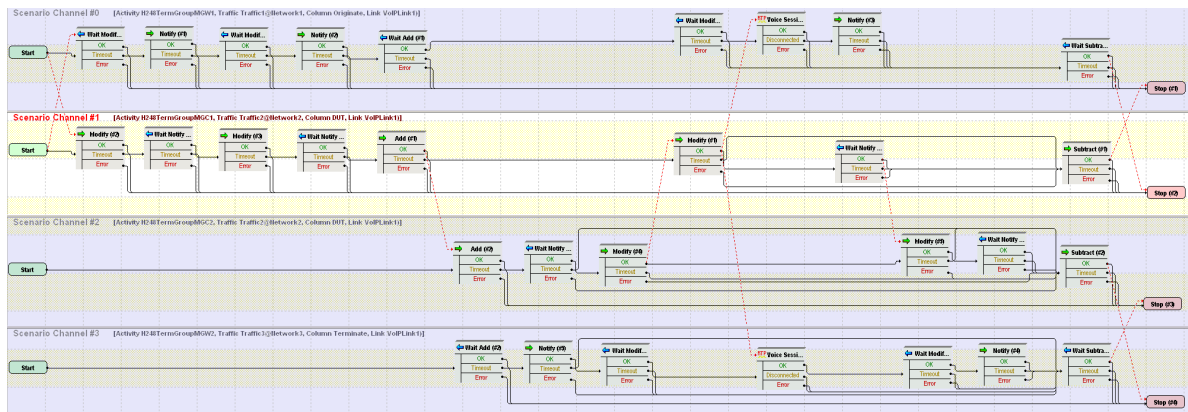 Scenario Channel #0 [Activity H248TermGroupMGW1, Traffic Traffic1@Network1, Column Originate, Link VoIPLink1)]
Start
Wait Modif...
OK
Timeout
Error
Notify (#1)
OK
Timeout
Error
Wait Modif...
OK
Timeout
Error
Notify (#2)
OK
Timeout
Error
Wait Add (#1)
OK
Timeout
Error
Wait Modif...
OK
Timeout
Error
Voice Sessi...
OK
Disconnected
Error
Notify (#3)
OK
Timeout
Error
Wait Subtra...
OK
Timeout
Error
Stop (#1)
Scenario Channel #1 [Activity H248TermGroupMGC1, Traffic Traffic2@Network2, Column DUT, Link VoIPLink1)]
Start
Modify (#2)
OK
Timeout
Error
Wait Notify ...
OK
Timeout
Error
Modify (#3)
OK
Timeout
Error
Wait Notify ...
OK
Timeout
Error
Add (#1)
OK
Timeout
Error
Modify (#1)
OK
Timeout
Error
Wait Notify ...
OK
Timeout
Error
Subtract (#1)
OK
Timeout
Error
Stop (#2)
Scenario Channel #2 [Activity H248TermGroupMGC2, Traffic Traffic2@Network2, Column DUT, Link VoIPLink1)]
Start
Add (#2)
OK
Timeout
Error
Wait Notify ...
OK
Timeout
Error
Modify (#4)
OK
Timeout
Error
Modify (#5)
OK
Timeout
Error
Wait Notify ...
OK
Timeout
Error
Subtract (#2)
OK
Timeout
Error
Stop (#3)
Scenario Channel #3 [Activity H248TermGroupMGW2, Traffic Traffic3@Network3, Column Terminate, Link VoIPLink1)]
Start
Wait Add (#2)
OK
Timeout
Error
Notify (#5)
OK
Timeout
Error
Wait Modif...
OK
Timeout
Error
Voice Sessi...
OK
Disconnected
Error
Wait Modif...
OK
Timeout
Error
Notify (#4)
OK
Timeout
Error
Wait Subtra...
OK
Timeout
Error
Stop (#4)